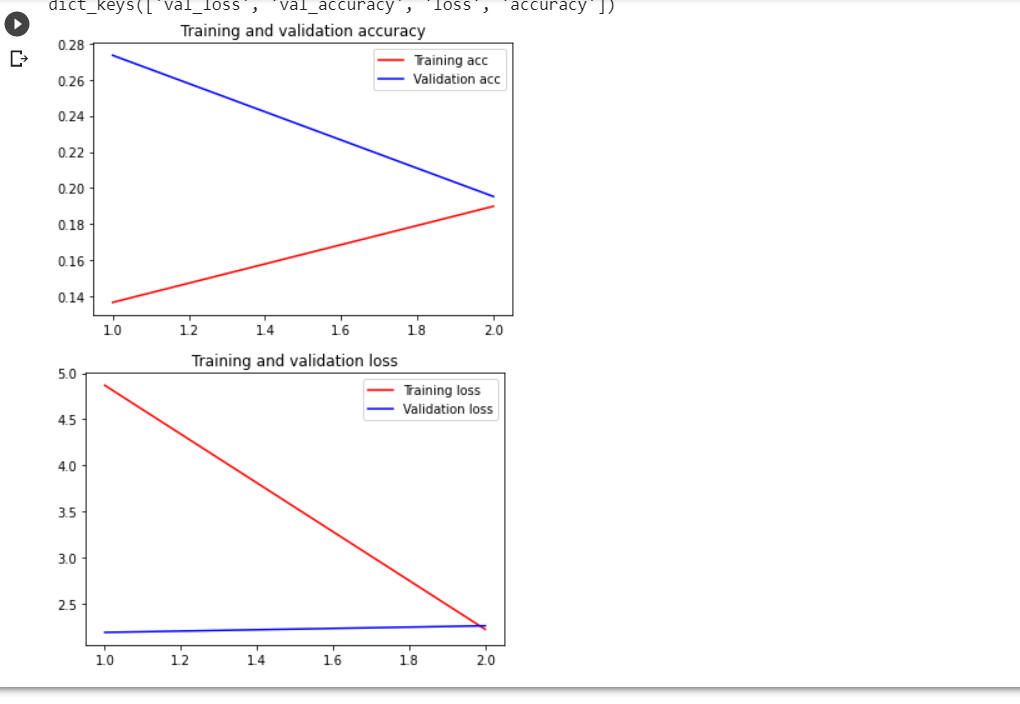 dict_keys(['val_loss', 'val_accuracy', 'loss', 'accuracy'])
Training and validation accuracy
0.28
0.26
0.24
0.22
0.20
0.18
0.16
0.14
Training acc
Validation acc
1.0 1.2 1.4 1.6 1.8 2.0
Training and validation loss
5.0
4.5
4.0
3.5
3.0
2.5
Training loss
Validation loss
1.0 1.2 1.4 1.6 1.8 2.0